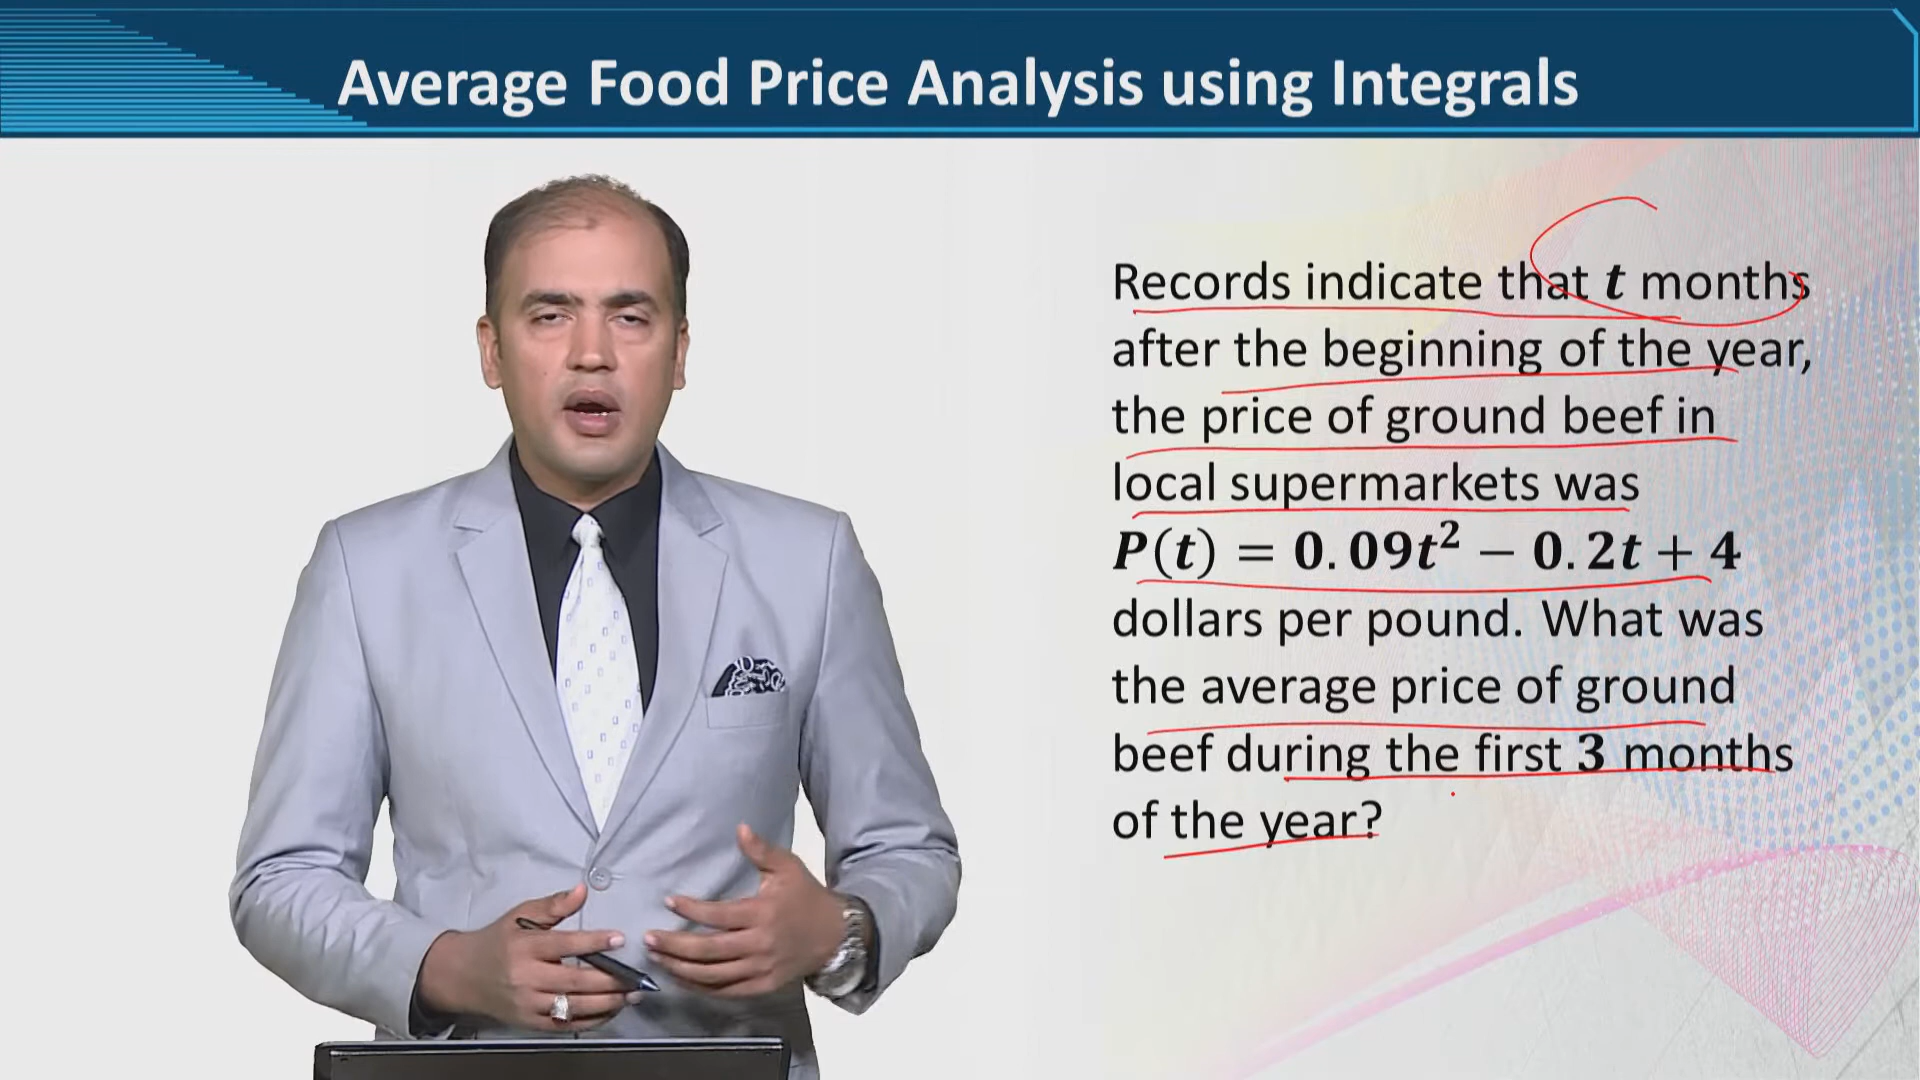 Average Food Price Analysis using Integrals
Records indicate that t months
after the beginning of the year,
the price of ground beef in
local supermarkets was
P(t) = 0.09t² − 0.2t + 4
dollars per pound. What was
the average price of ground
beef during the first 3 months
of the year?